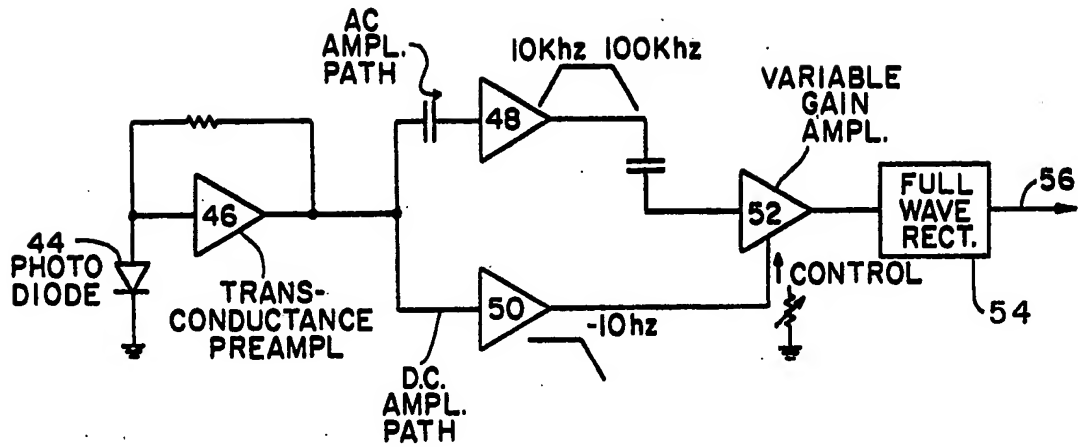 AC
AMPL.
PATH
10Khz 100Khz
VARIABLE
GAIN
AMPL.
48
46
52
FULL
WAVE
RECT.
56
44
PHOTO
DIODE
TRANS-
CONDUCTANCE
PREAMPL
50
-10hz
CONTROL
54
D.C.
AMPL.
PATH